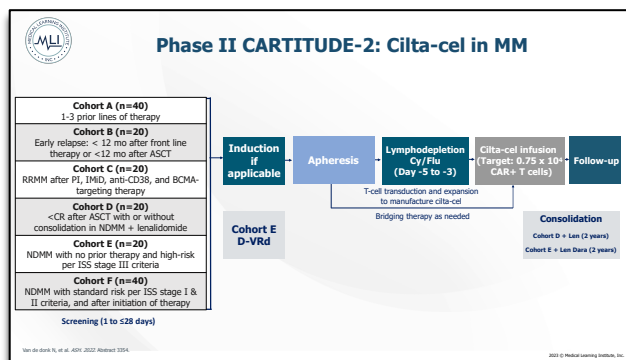 MEDICAL LEARNING INSTITUTE
MLI
INC.
Phase II CARTITUDE-2: Cilta-cel in MM
Cohort A (n=40)
1-3 prior lines of therapy
Cohort B (n=20)
Early relapse: < 12 mo after front line
therapy or <12 mo after ASCT
Cohort C (n=20)
RRMM after PI, IMiD, anti-CD38, and BCMA-
targeting therapy
Cohort D (n=20)
<CR after ASCT with or without
consolidation in NDMM + lenalidomide
Cohort E (n=20)
NDMM with no prior therapy and high-risk
per ISS stage III criteria
Cohort F (n=40)
NDMM with standard risk per ISS stage I &
II criteria, and after initiation of therapy
Screening (1 to ≤28 days)
Induction
if
applicable
Cohort E
D-VRd
Apheresis
Lymphodepletion
Cy/Flu
(Day -5 to -3)
Cilta-cel infusion
(Target: 0.75 x 10⁶
CAR+ T cells)
Follow-up
T-cell transduction and expansion
to manufacture cilta-cel
Bridging therapy as needed
Consolidation
Cohort D + Len (2 years)
Cohort E + Len Dara (2 years)
Van de donk N, et al. ASH. 2022. Abstract 3354.
2023 © Medical Learning Institute, Inc.